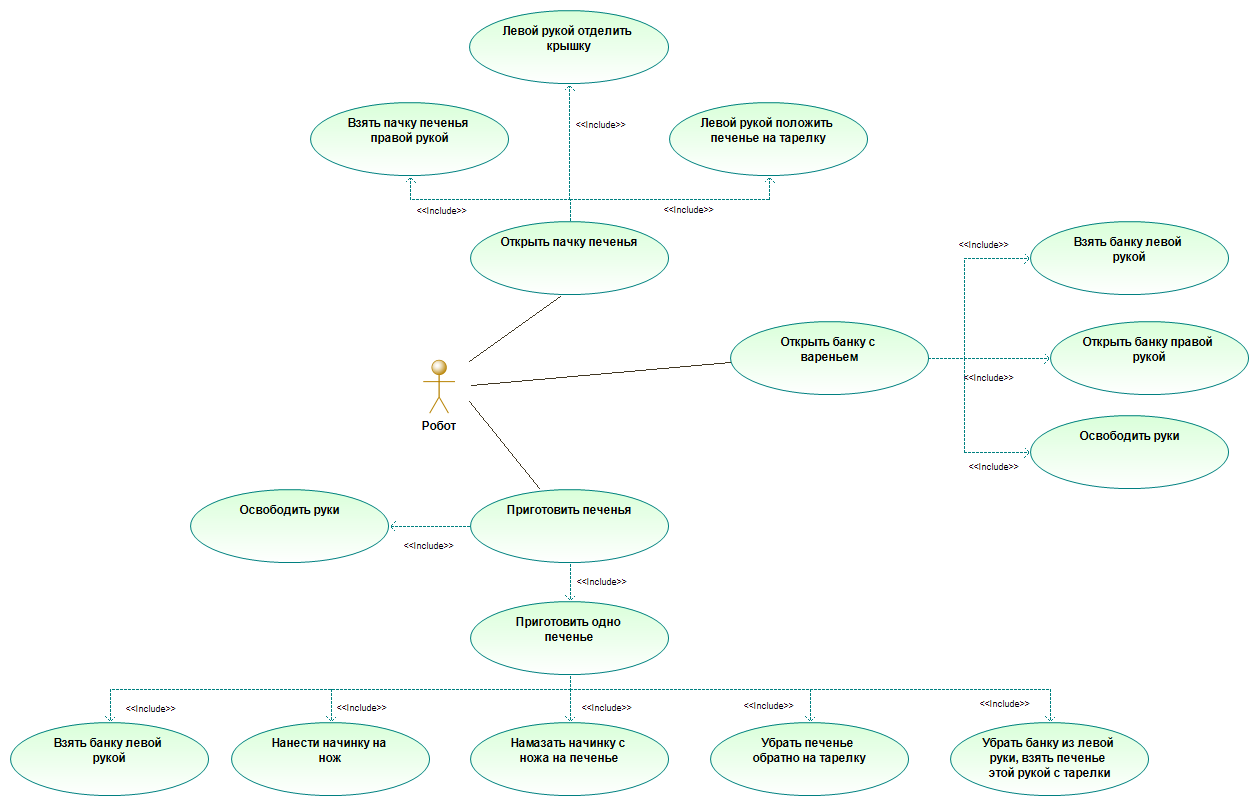 Левой рукой отделить
крышку
<<Include>>
Взять пачку печенья
правой рукой
Левой рукой положить
печенье на тарелку
<<Include>>
<<Include>>
Открыть пачку печенья
<<Include>>
Взять банку левой
рукой
Открыть банку с
вареньем
Открыть банку правой
рукой
<<Include>>
Робот
Освободить руки
<<Include>>
Освободить руки
Приготовить печенья
<<Include>>
<<Include>>
Приготовить одно
печенье
<<Include>>
<<Include>>
<<Include>>
<<Include>>
<<Include>>
Взять банку левой
рукой
Нанести начинку на
нож
Намазать начинку с
ножа на печенье
Убрать печенье
обратно на тарелку
Убрать банку из левой
руки, взять печенье
этой рукой с тарелки